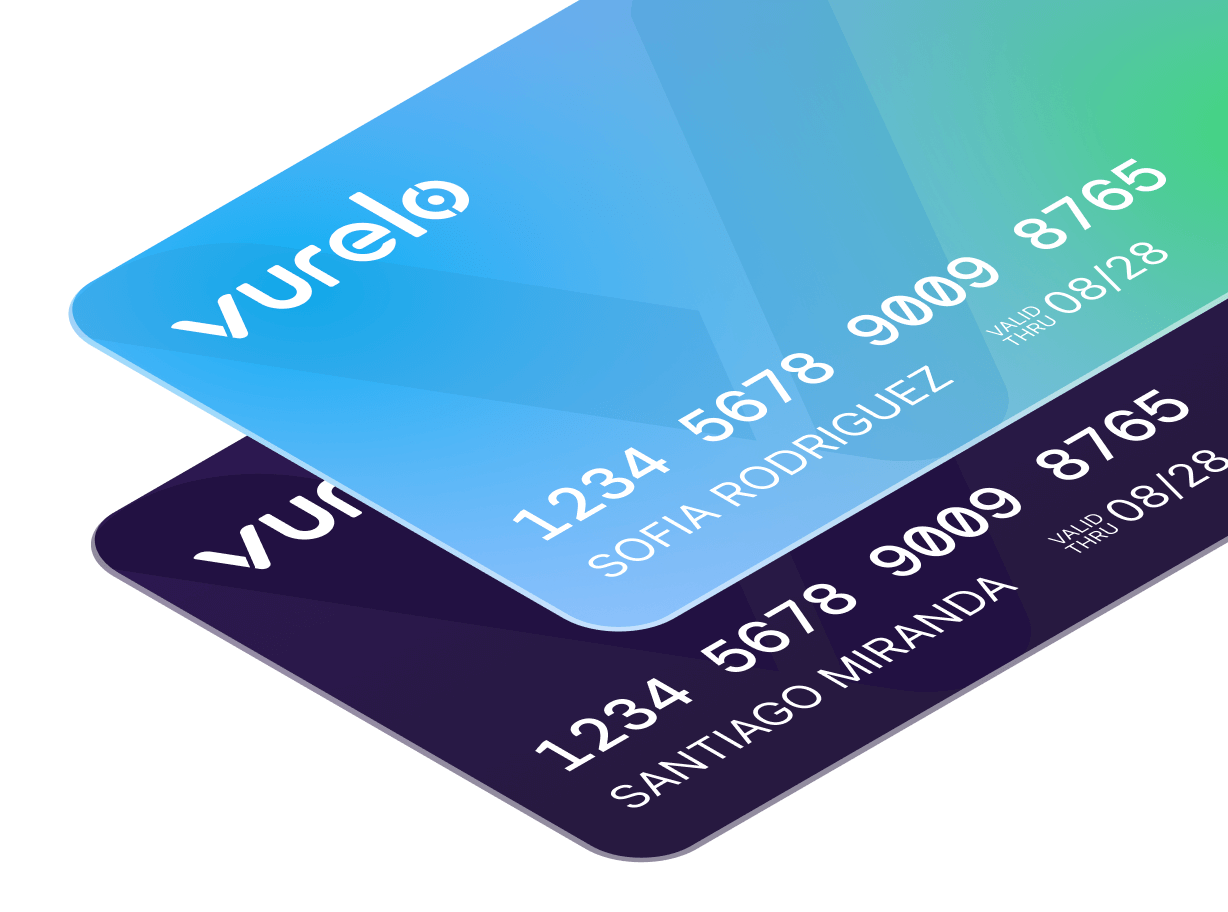 vurelo
1234 5678 9009 8765
SOFIA RODRIGUEZ
VALID
THRU
08/28
vur
1234 5678 9009 8765
SANTIAGO MIRANDA
VALID
THRU
08/28